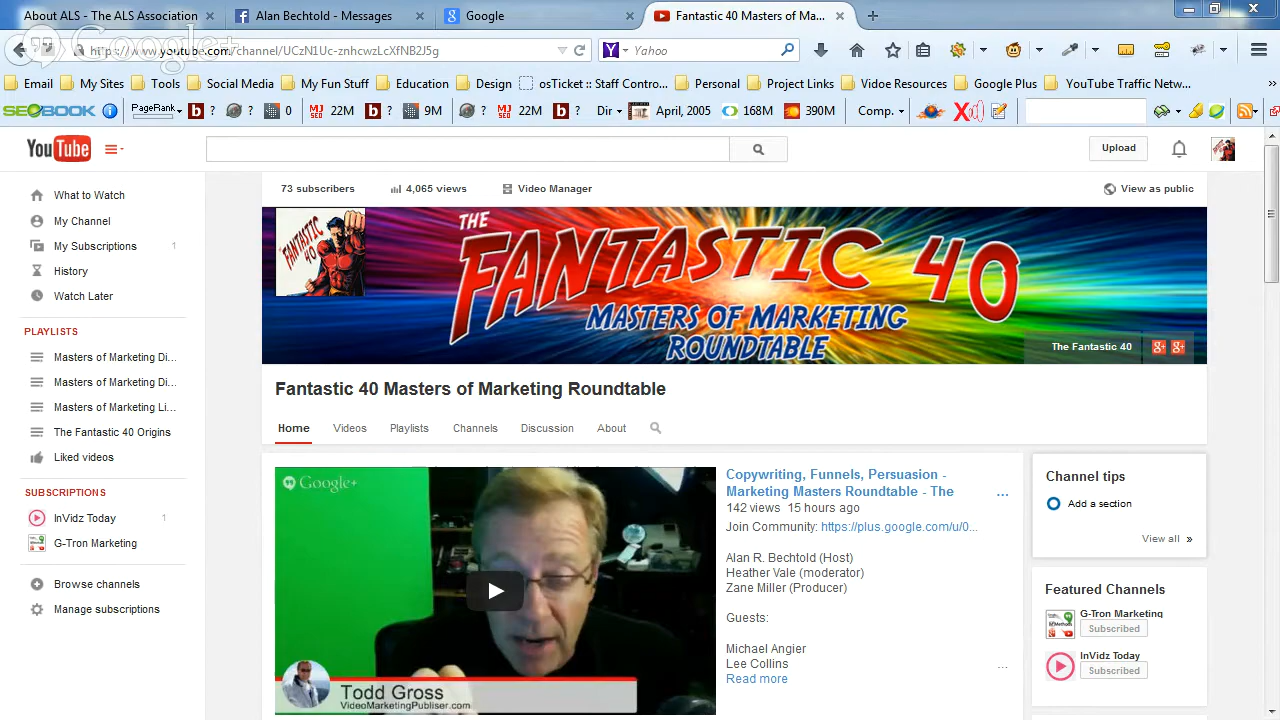 About ALS - The ALS Association
Alan Bechtold - Messages
Google
Fantastic 40 Masters of Ma...
Google+
https://www.youtube.com/channel/UCzN1Uc-znhcwzLcXfNB2J5g
Yahoo
Email
My Sites
Tools
Social Media
My Fun Stuff
Education
Design
osTicket :: Staff Contro...
Personal
Project Links
Video Resources
Google Plus
YouTube Traffic Netw...
SEOBOOK
PageRank
?
?
0
22M
?
9M
?
22M
?
Dir
April, 2005
168M
390M
Comp.
YouTube
Upload
What to Watch
My Channel
My Subscriptions 1
History
Watch Later
PLAYLISTS
Masters of Marketing Di...
Masters of Marketing Di...
Masters of Marketing Li...
The Fantastic 40 Origins
Liked videos
SUBSCRIPTIONS
InVidz Today 1
G-Tron Marketing
Browse channels
Manage subscriptions
73 subscribers
4,065 views
Video Manager
View as public
FANTASTIC
40
THE
FANTASTIC 40
MASTERS OF MARKETING
ROUNDTABLE
The Fantastic 40
Fantastic 40 Masters of Marketing Roundtable
Home
Videos
Playlists
Channels
Discussion
About
Google+
Todd Gross
VideoMarketingPubliser.com
Copywriting, Funnels, Persuasion -
Marketing Masters Roundtable - The ...
142 views 15 hours ago
Join Community: https://plus.google.com/u/0...
Alan R. Bechtold (Host)
Heather Vale (moderator)
Zane Miller (Producer)
Guests:
Michael Angier
Lee Collins ...
Read more
Channel tips
Add a section
View all »
Featured Channels
G-Tron Marketing
Subscribed
InVidz Today
Subscribed